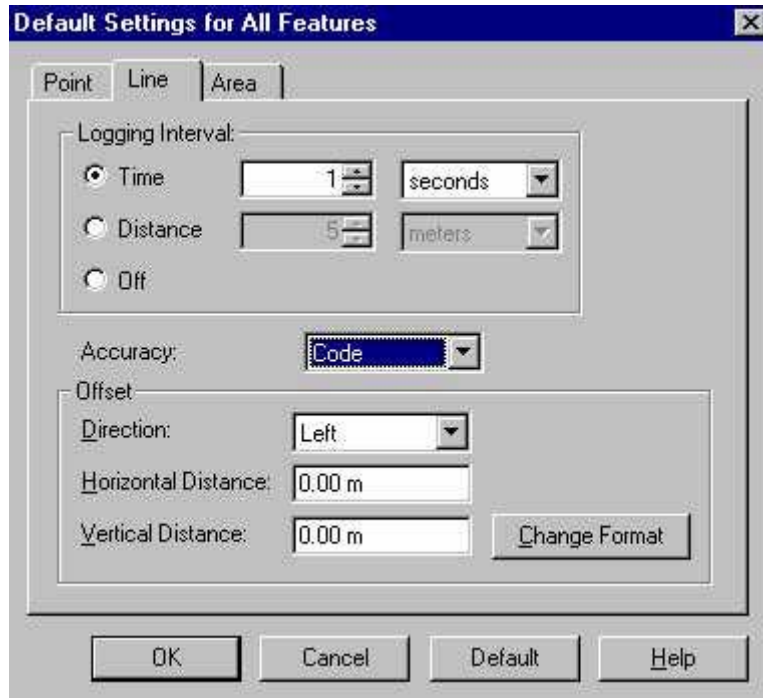 Default Settings for All Features
Point Line Area
Logging Interval:
Time 1 seconds
Distance 5 meters
Off
Accuracy: Code
Offset
Direction: Left
Horizontal Distance: 0.00 m
Vertical Distance: 0.00 m Change Format
OK Cancel Default Help